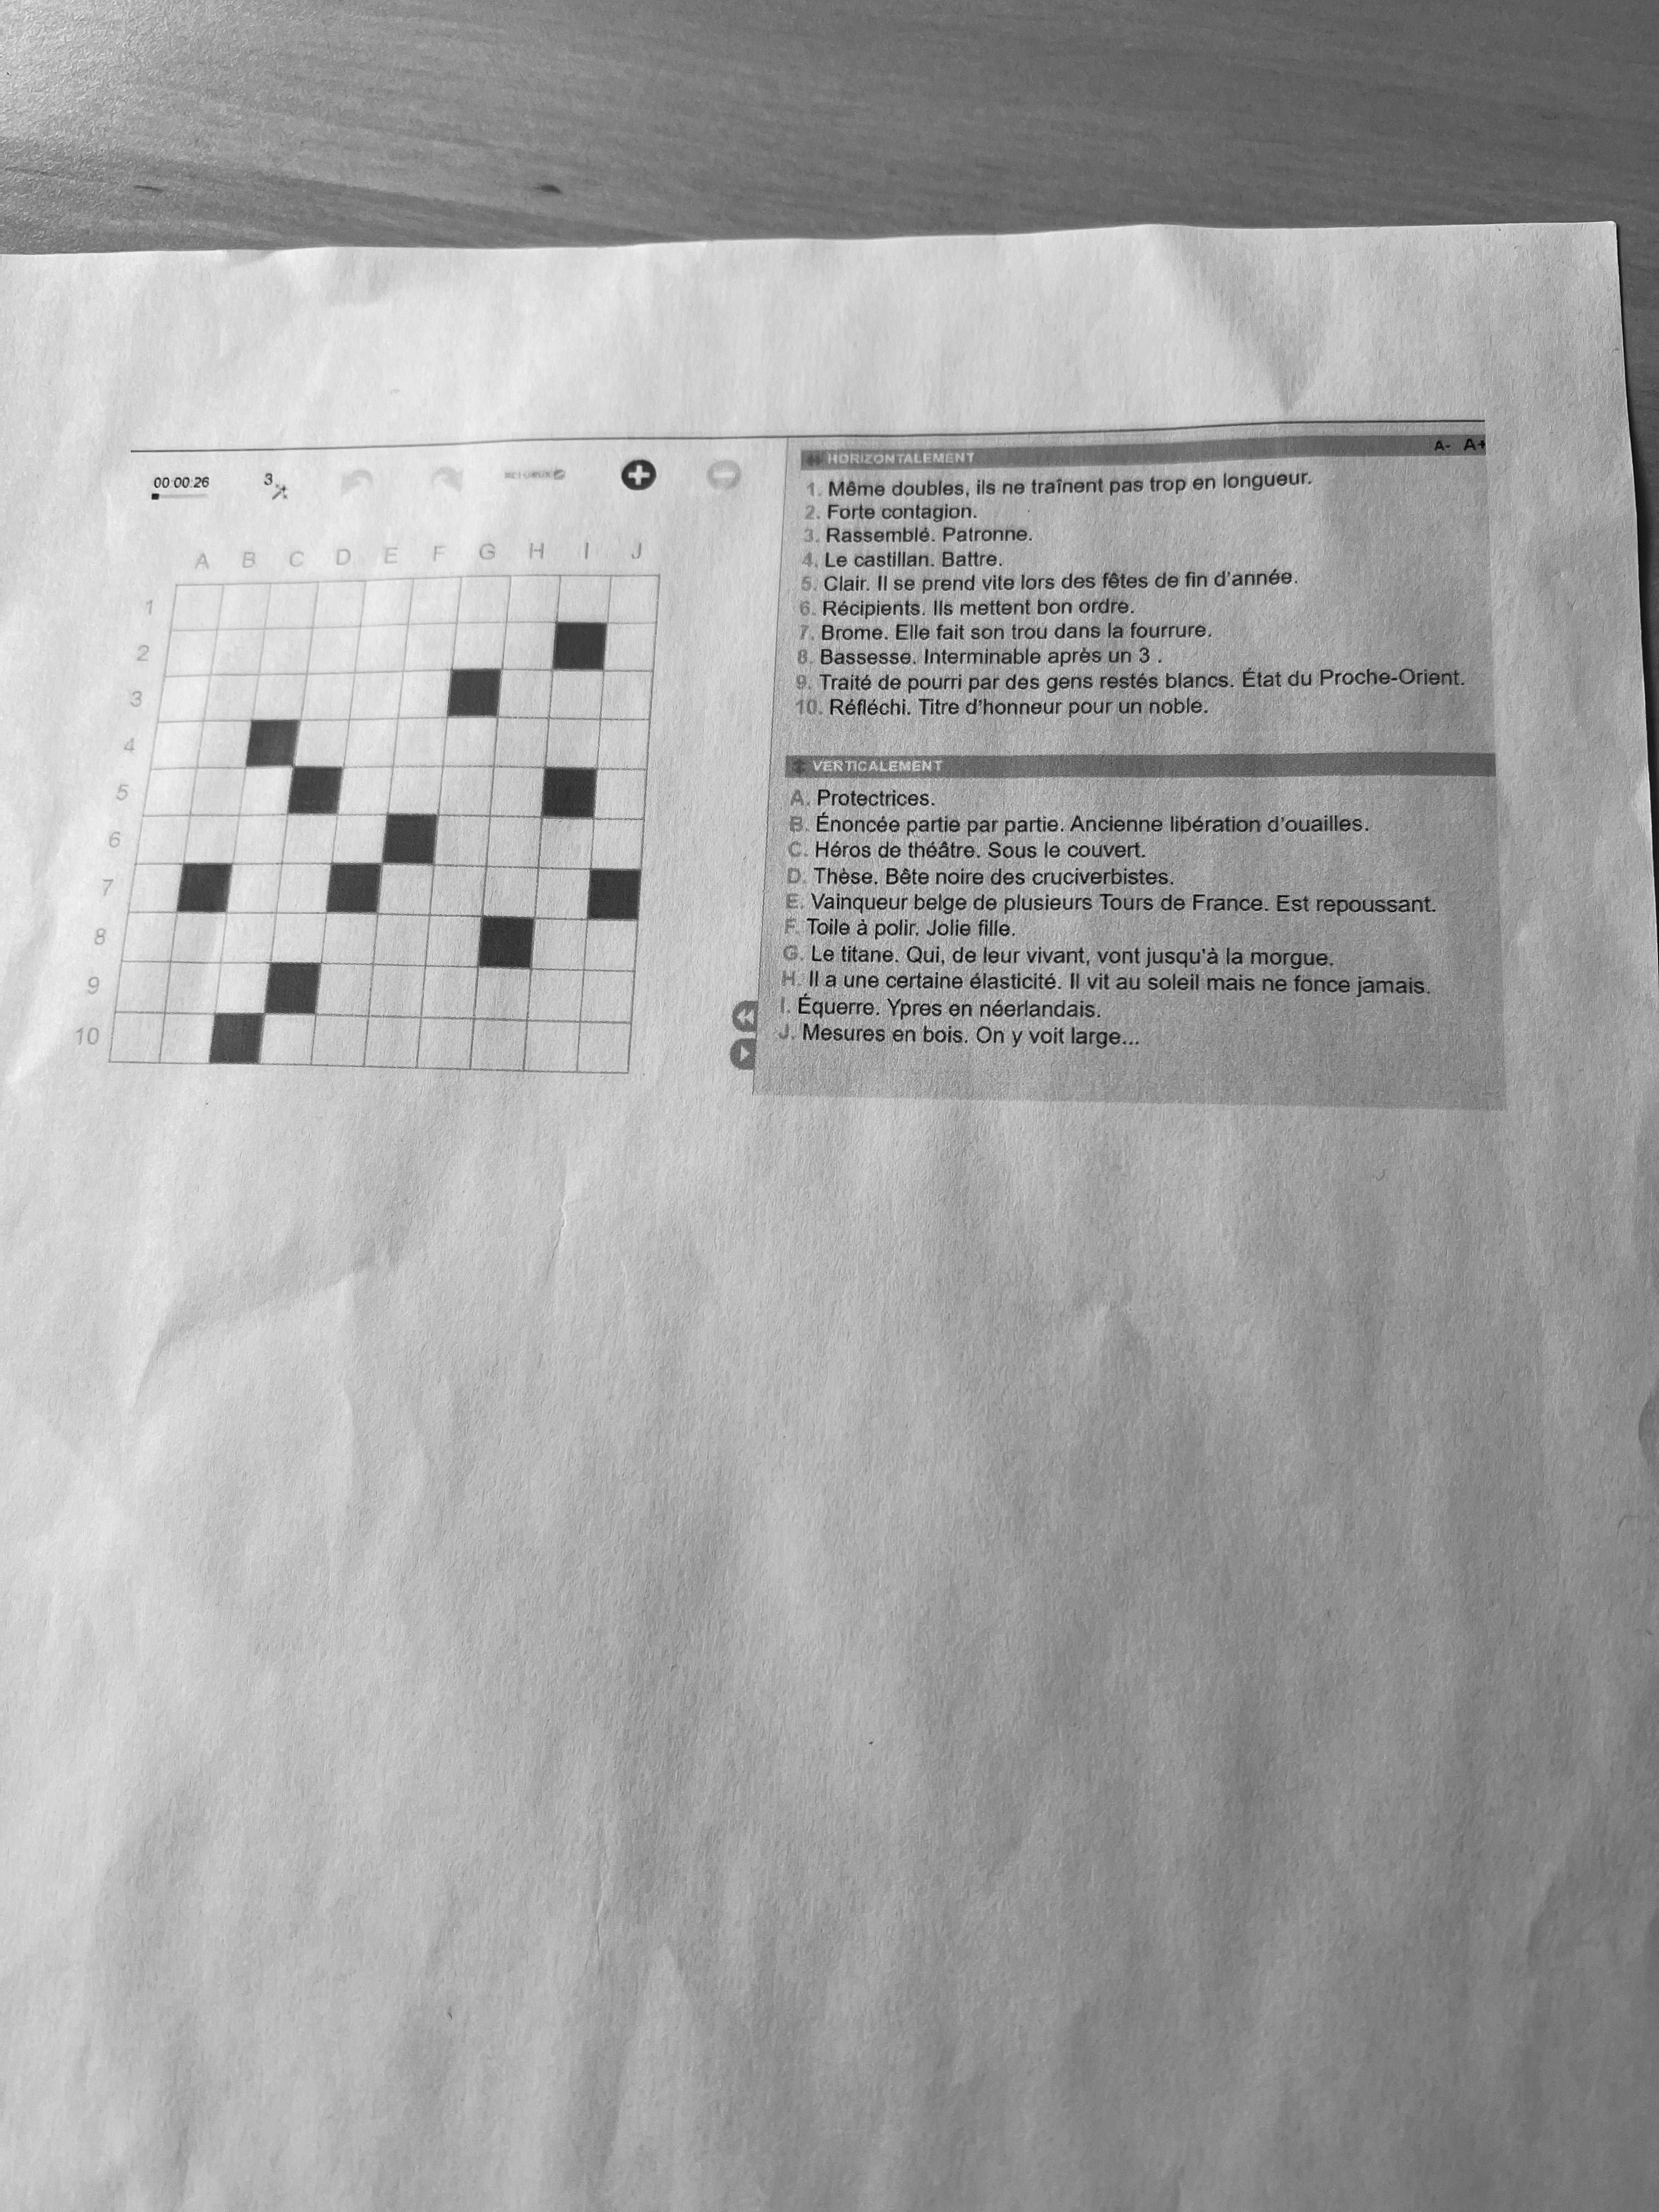 00:00:26 3
A B C D E F G H I J
1
2
3
4
5
6
7
8
9
10
HORIZONTALEMENT A- A+
1. Même doubles, ils ne traînent pas trop en longueur.
2. Forte contagion.
3. Rassemblé. Patronne.
4. Le castillan. Battre.
5. Clair. Il se prend vite lors des fêtes de fin d'année.
6. Récipients. Ils mettent bon ordre.
7. Brome. Elle fait son trou dans la fourrure.
8. Bassesse. Interminable après un 3 .
9. Traité de pourri par des gens restés blancs. État du Proche-Orient.
10. Réfléchi. Titre d'honneur pour un noble.
VERTICALEMENT
A. Protectrices.
B. Énoncée partie par partie. Ancienne libération d'ouailles.
C. Héros de théâtre. Sous le couvert.
D. Thèse. Bête noire des cruciverbistes.
E. Vainqueur belge de plusieurs Tours de France. Est repoussant.
F. Toile à polir. Jolie fille.
G. Le titane. Qui, de leur vivant, vont jusqu'à la morgue.
H. Il a une certaine élasticité. Il vit au soleil mais ne fonce jamais.
I. Équerre. Ypres en néerlandais.
J. Mesures en bois. On y voit large...